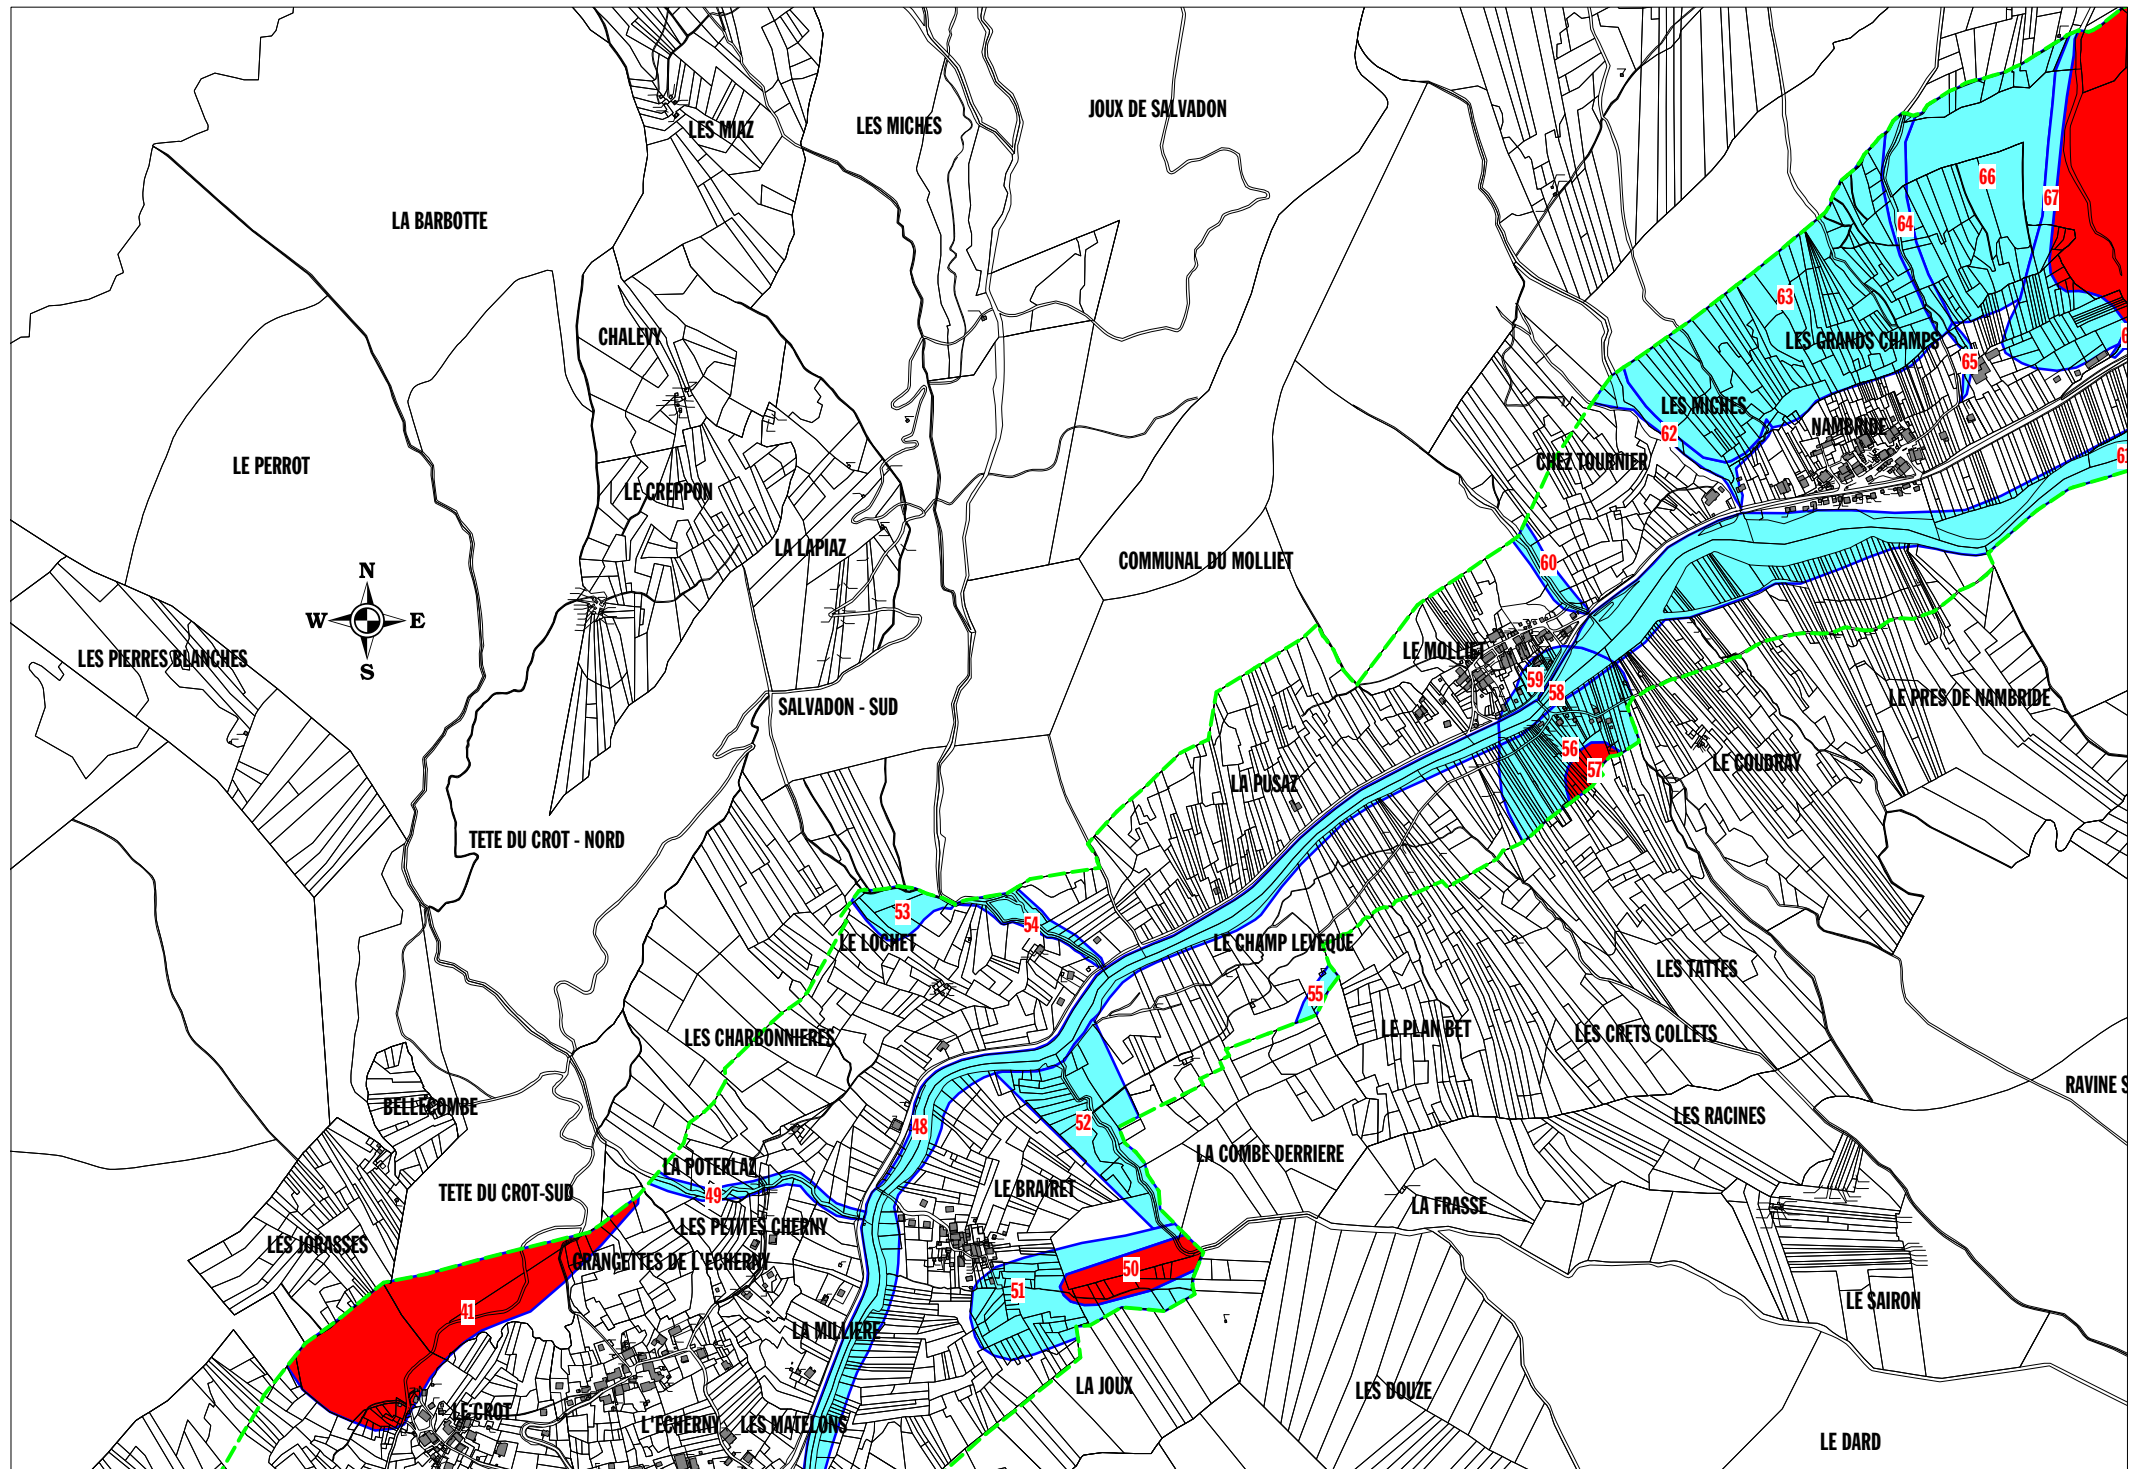 JOUX DE SALVADON
LES MIAZ
LES MICHES
66
67
LA BARBOTTE
64
63
CHALEVY
LES GRANDS CHAMPS
65
LES MICHES
NAMBRIDE
62
LE PERROT
CHEZ TOURNIER
LE CREPPON
LA LAPIAZ
COMMUNAL DU MOLLIET
60
N
W E
S
LES PIERRES BLANCHES
LE MOLLIET
59
58
LE PRES DE NAMBRIDE
SALVADON - SUD
56
57
LE COUDRAY
LA PUSAZ
TETE DU CROT - NORD
53
54
LE LOCHET
LE CHAMP LEVEQUE
LES TATTES
55
LES CHARBONNIERES
LE PLAN BET
LES CRETS COLLETS
RAVINE S
BELLECOMBE
48
52
LES RACINES
LA COMBE DERRIERE
LA POTERLAZ
49
TETE DU CROT-SUD
LE BRAIRET
LA FRASSE
LES PETITES CHERNY
LES JORASSES
GRANGETTES DE L'ECHERNY
50
51
LE SAIRON
41
LA MILLIERE
LA JOUX
LES DOUZE
LE CROT
L'ECHERNY
LES MATELONS
LE DARD